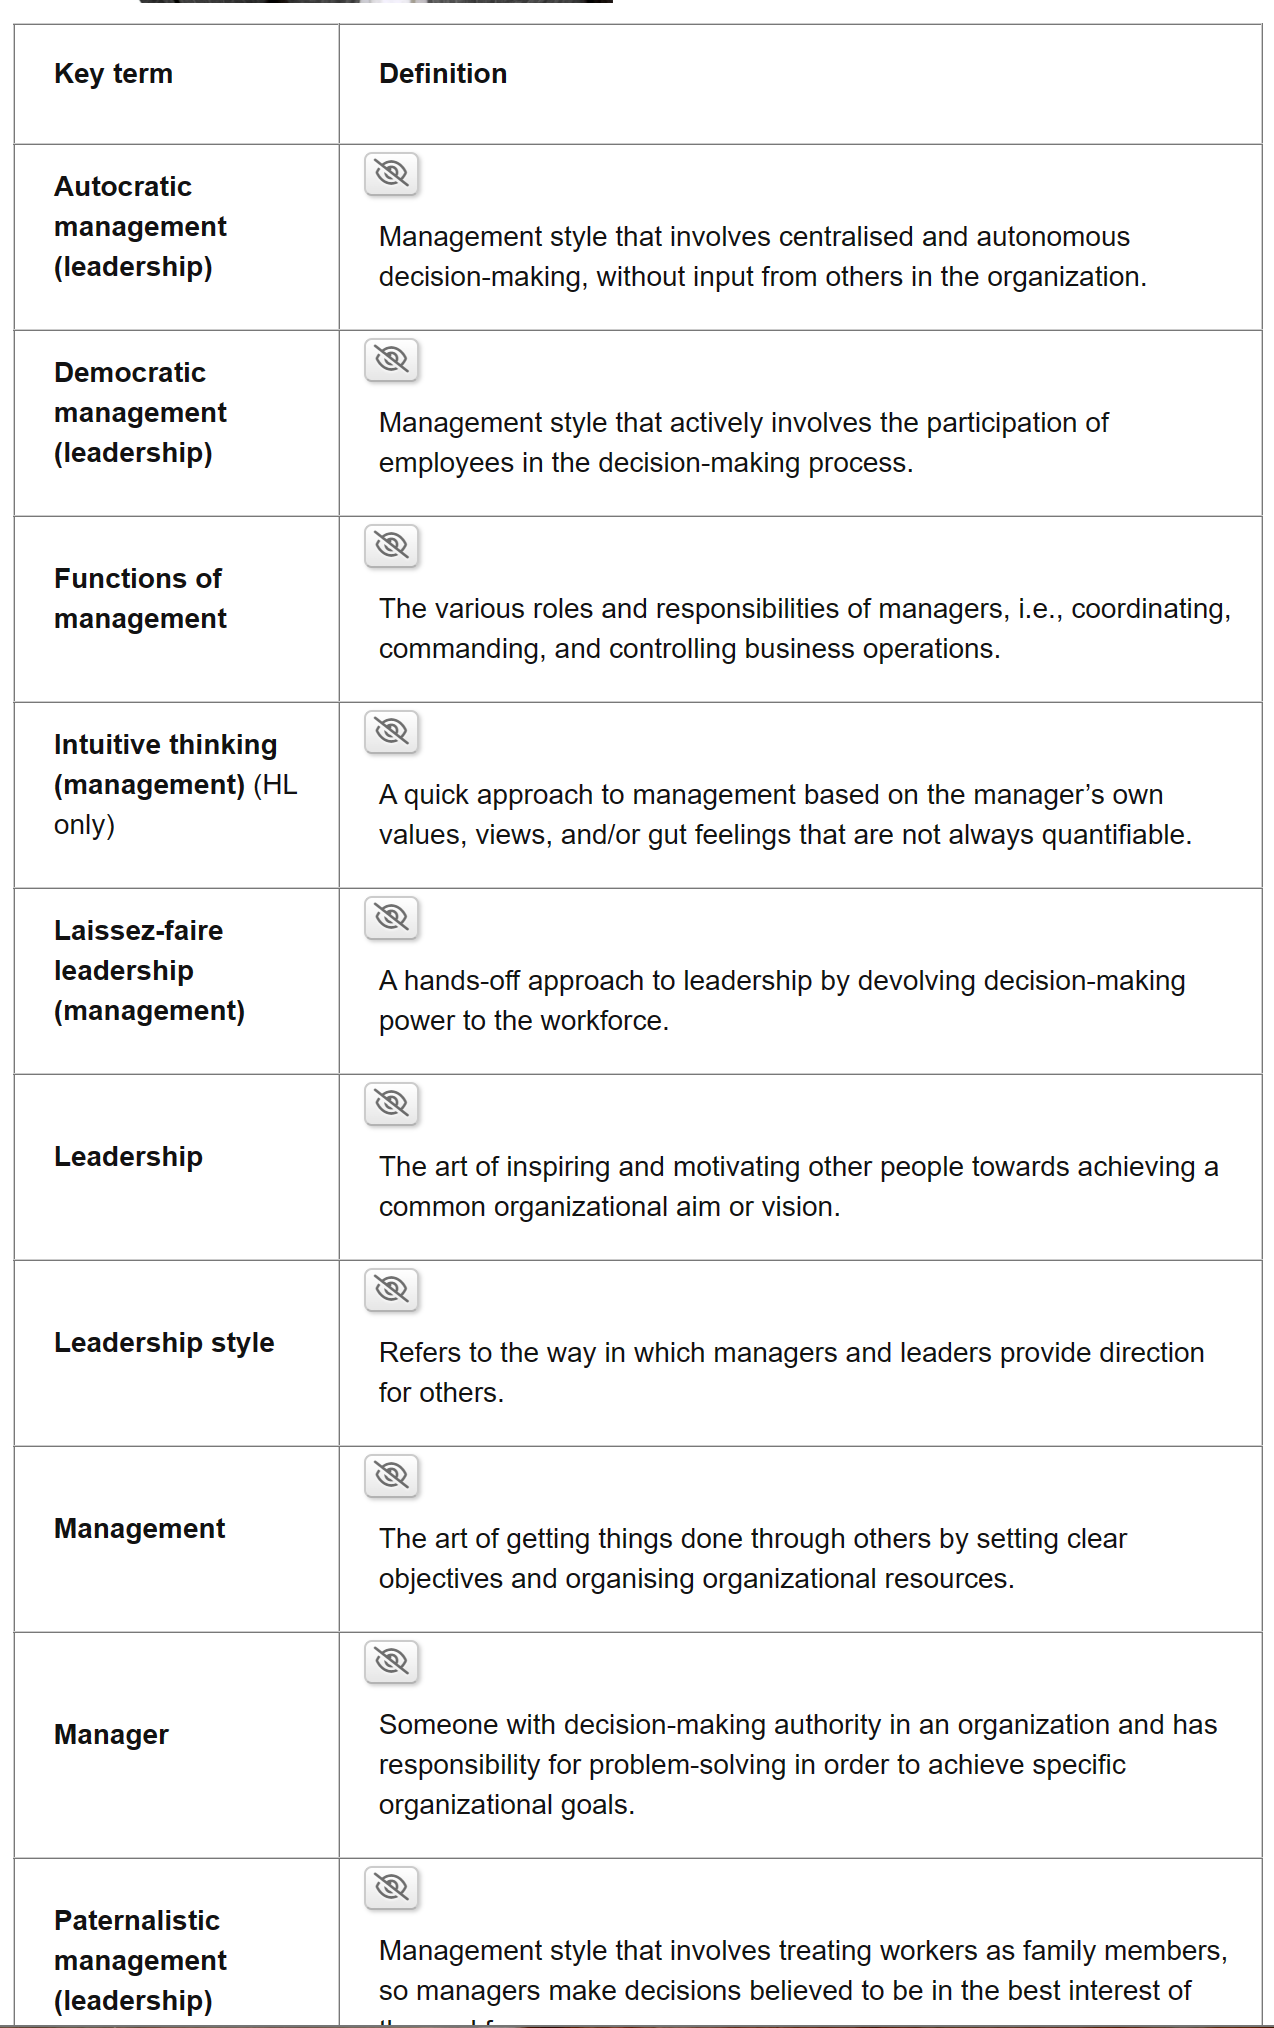 Key term
Definition
Autocratic
management
(leadership)
Management style that involves centralised and autonomous
decision-making, without input from others in the organization.
Democratic
management
(leadership)
Management style that actively involves the participation of
employees in the decision-making process.
Functions of
management
The various roles and responsibilities of managers, i.e., coordinating,
commanding, and controlling business operations.
Intuitive thinking
(management) (HL
only)
A quick approach to management based on the manager’s own
values, views, and/or gut feelings that are not always quantifiable.
Laissez-faire
leadership
(management)
A hands-off approach to leadership by devolving decision-making
power to the workforce.
Leadership
The art of inspiring and motivating other people towards achieving a
common organizational aim or vision.
Leadership style
Refers to the way in which managers and leaders provide direction
for others.
Management
The art of getting things done through others by setting clear
objectives and organising organizational resources.
Manager
Someone with decision-making authority in an organization and has
responsibility for problem-solving in order to achieve specific
organizational goals.
Paternalistic
management
(leadership)
Management style that involves treating workers as family members,
so managers make decisions believed to be in the best interest of